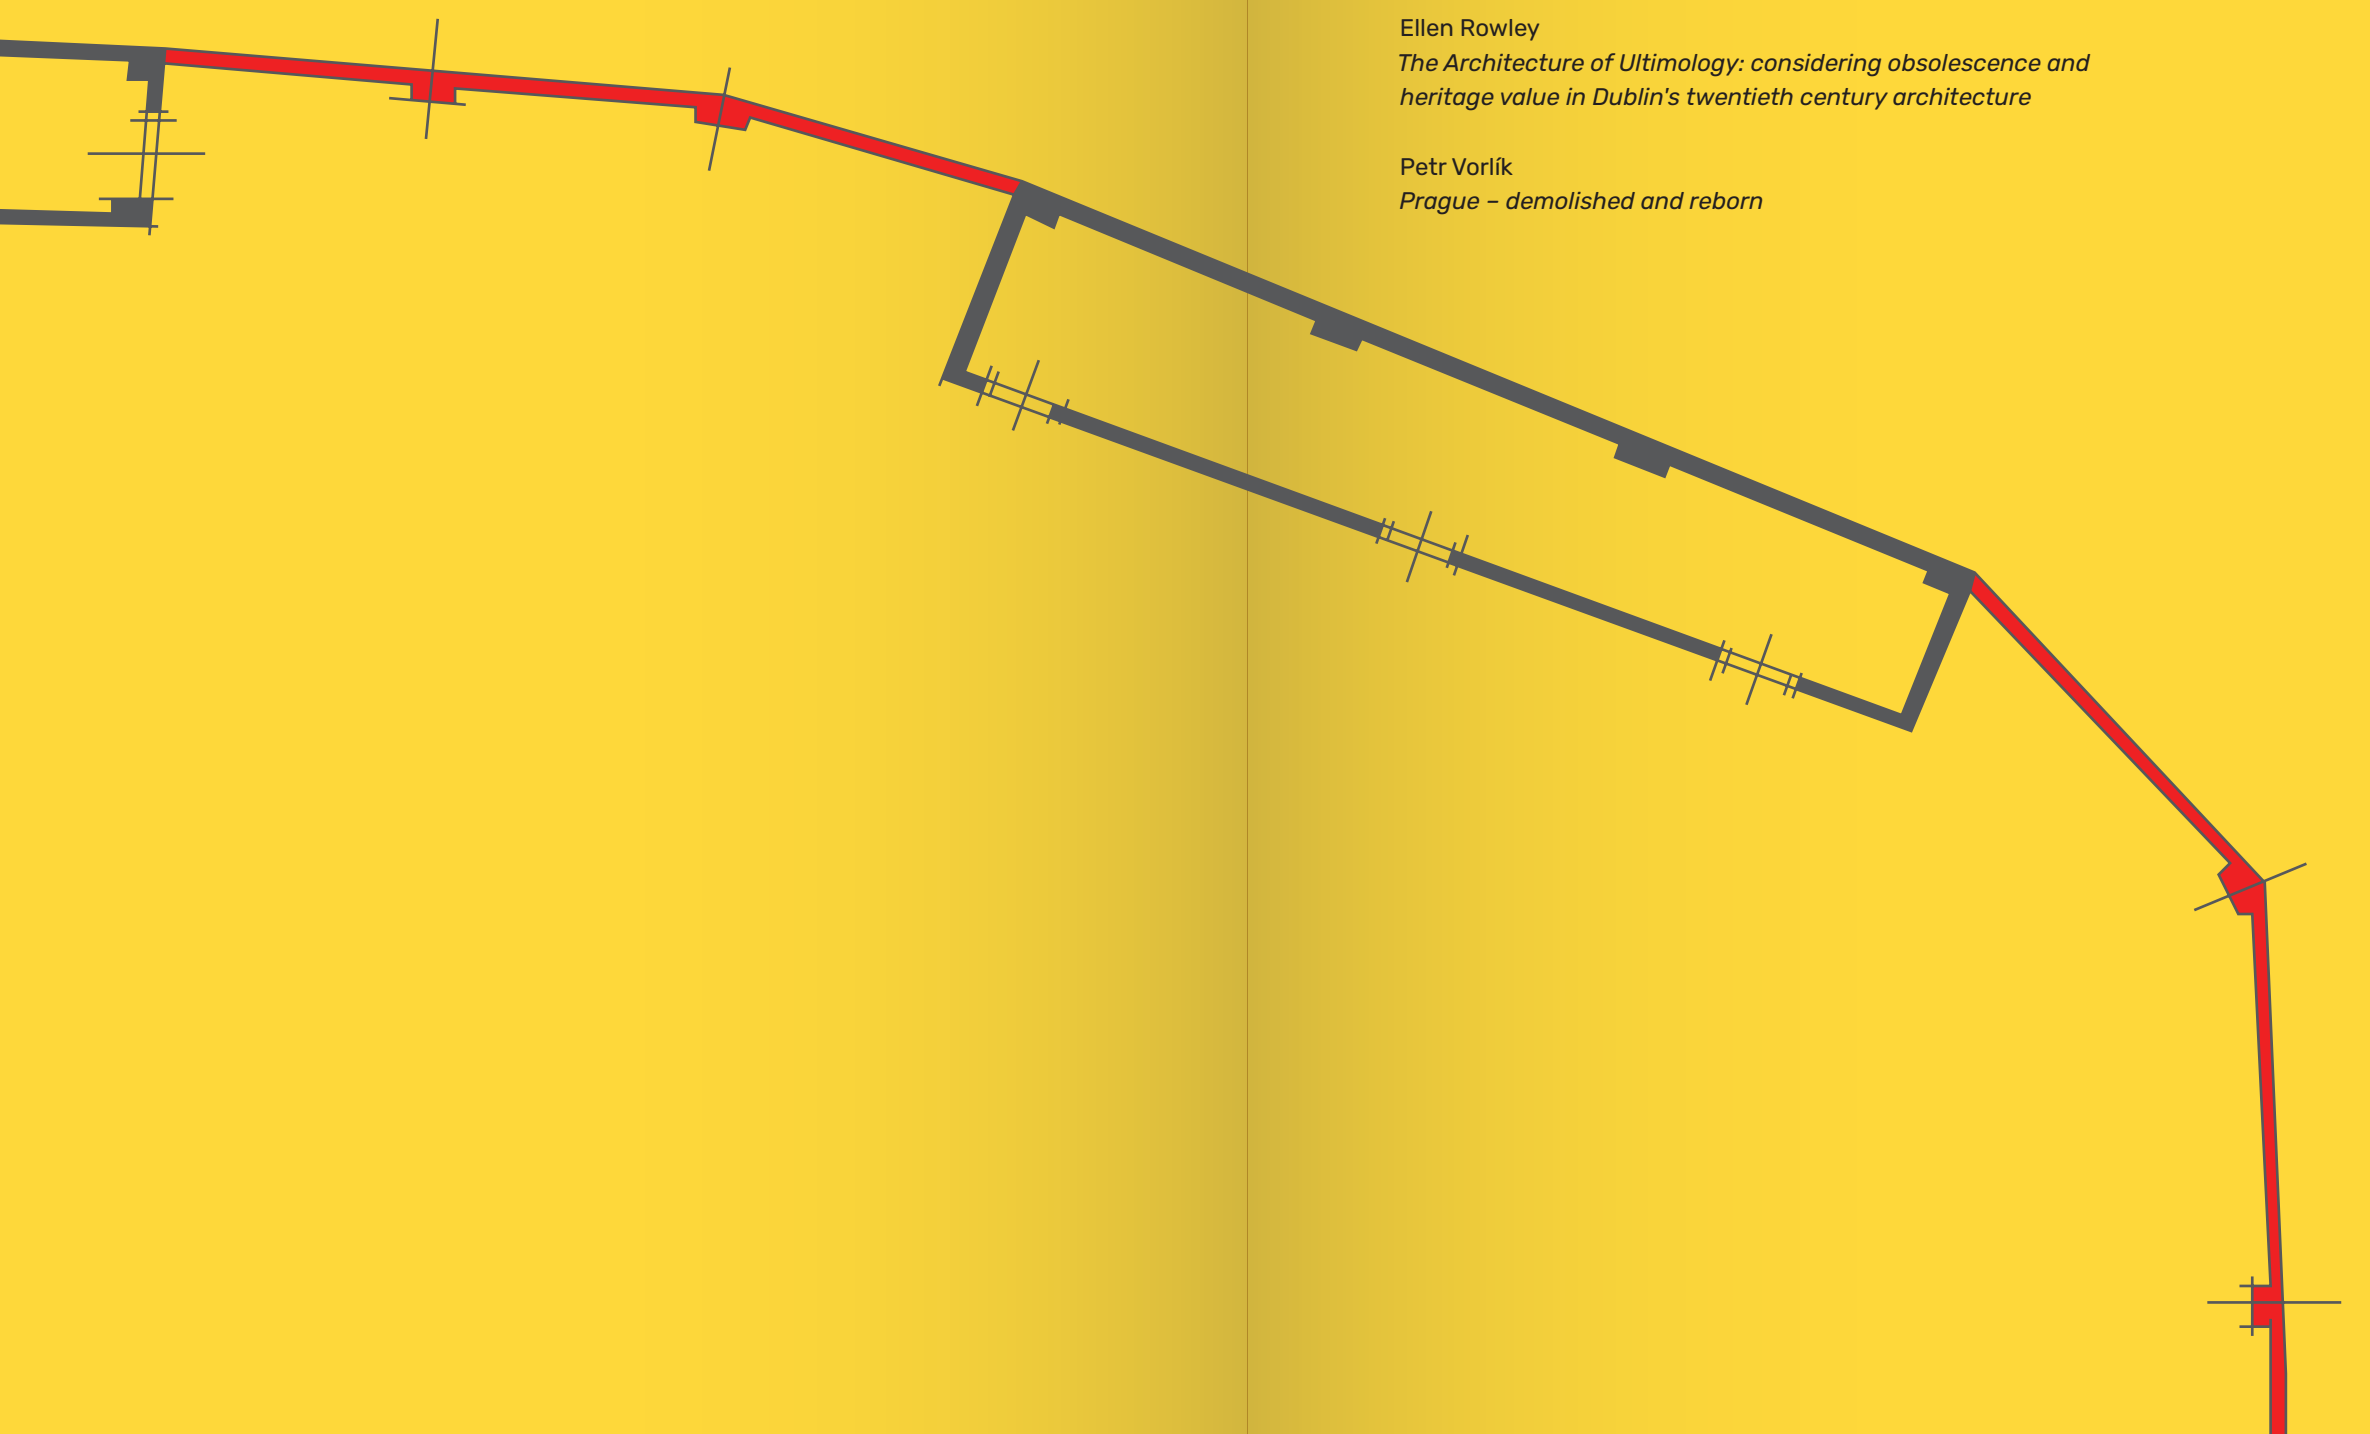 Ellen Rowley
The Architecture of Ultimology: considering obsolescence and
heritage value in Dublin's twentieth century architecture
Petr Vorlík
Prague – demolished and reborn